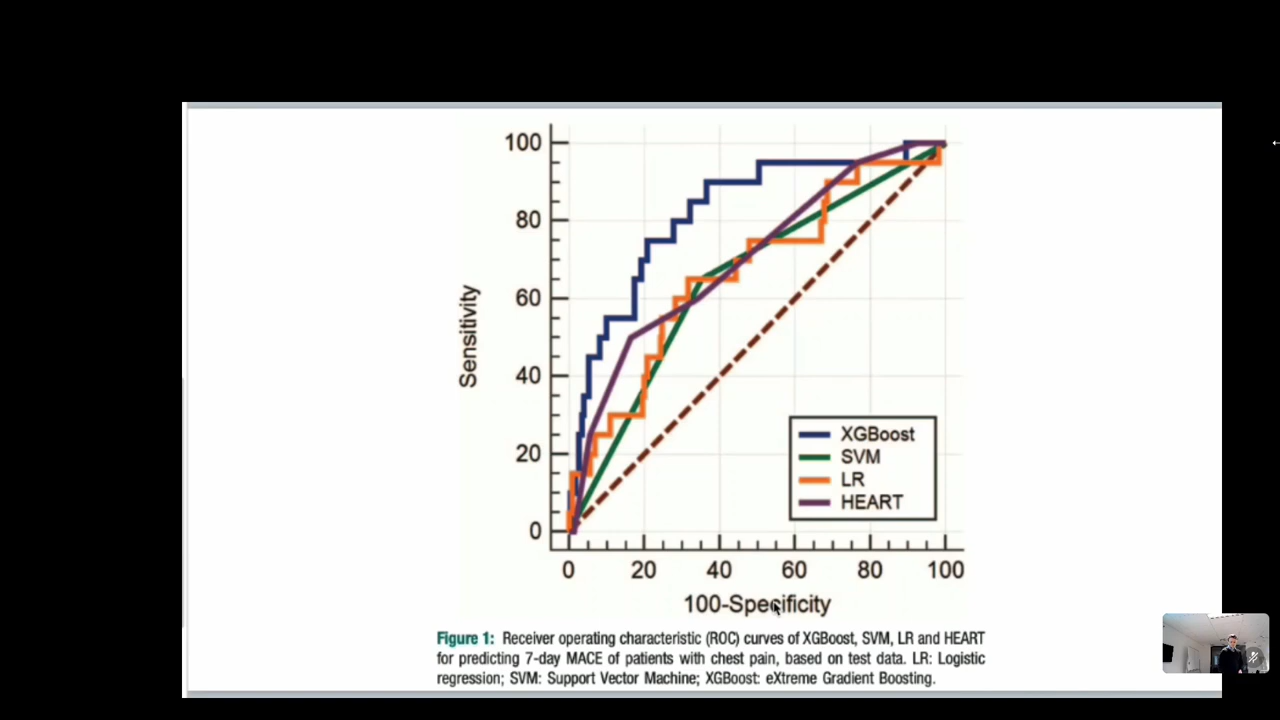 100
80
60
40
20
0
Sensitivity
XGBoost
SVM
LR
HEART
0 20 40 60 80 100
100-Specificity
Figure 1: Receiver operating characteristic (ROC) curves of XGBoost, SVM, LR and HEART
for predicting 7-day MACE of patients with chest pain, based on test data. LR: Logistic
regression; SVM: Support Vector Machine; XGBoost: eXtreme Gradient Boosting.